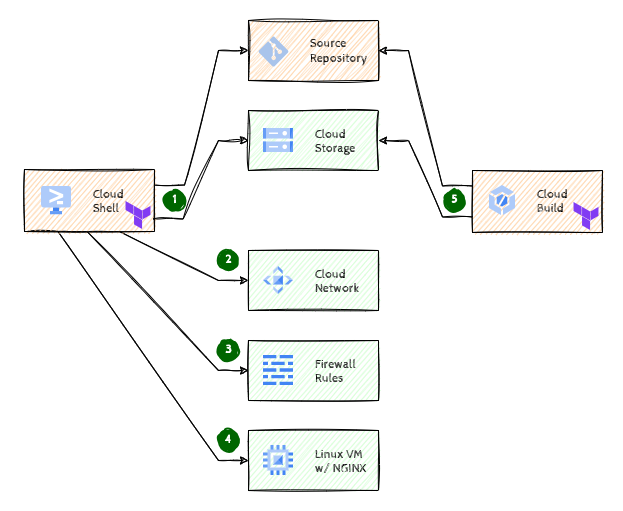 Source
Repository
Cloud
Storage
Cloud
Shell
1
5
Cloud
Build
2
Cloud
Network
3
Firewall
Rules
4
Linux VM
w/ NGINX